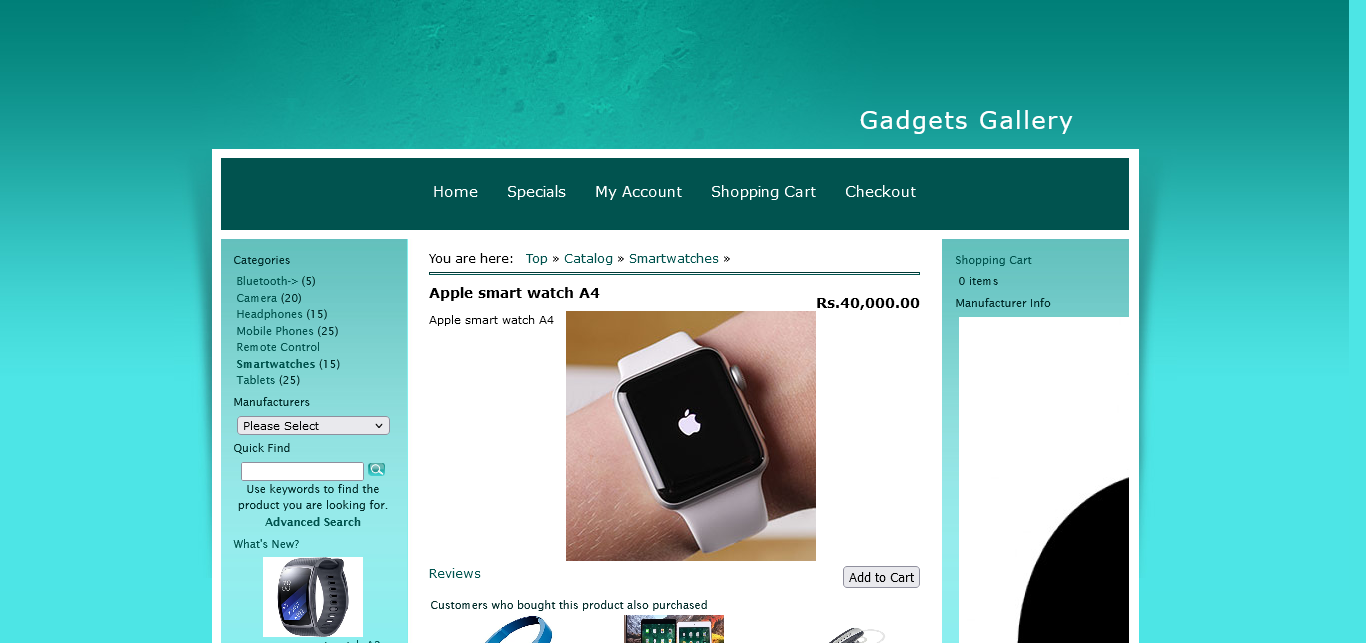 Gadgets Gallery
Home Specials My Account Shopping Cart Checkout
Categories
Bluetooth-> (5)
Camera (20)
Headphones (15)
Mobile Phones (25)
Remote Control
Smartwatches (15)
Tablets (25)
Manufacturers
Please Select
Quick Find
Use keywords to find the
product you are looking for.
Advanced Search
What's New?
You are here: Top » Catalog » Smartwatches »
Apple smart watch A4
Rs.40,000.00
Apple smart watch A4
Reviews
Add to Cart
Customers who bought this product also purchased
Shopping Cart
0 items
Manufacturer Info